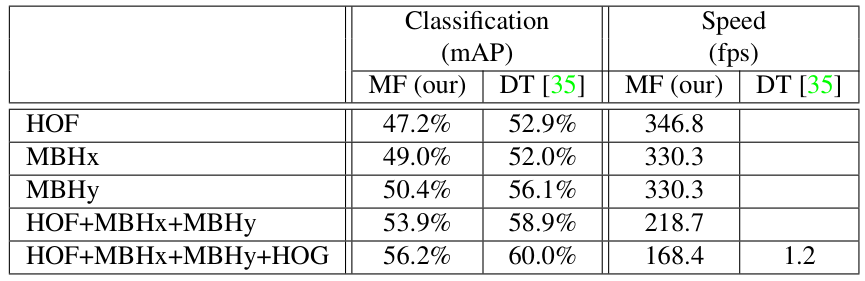 Classification Speed
(mAP) (fps)
MF (our) DT [35] MF (our) DT [35]
HOF 47.2% 52.9% 346.8
MBHx 49.0% 52.0% 330.3
MBHy 50.4% 56.1% 330.3
HOF+MBHx+MBHy 53.9% 58.9% 218.7
HOF+MBHx+MBHy+HOG 56.2% 60.0% 168.4 1.2